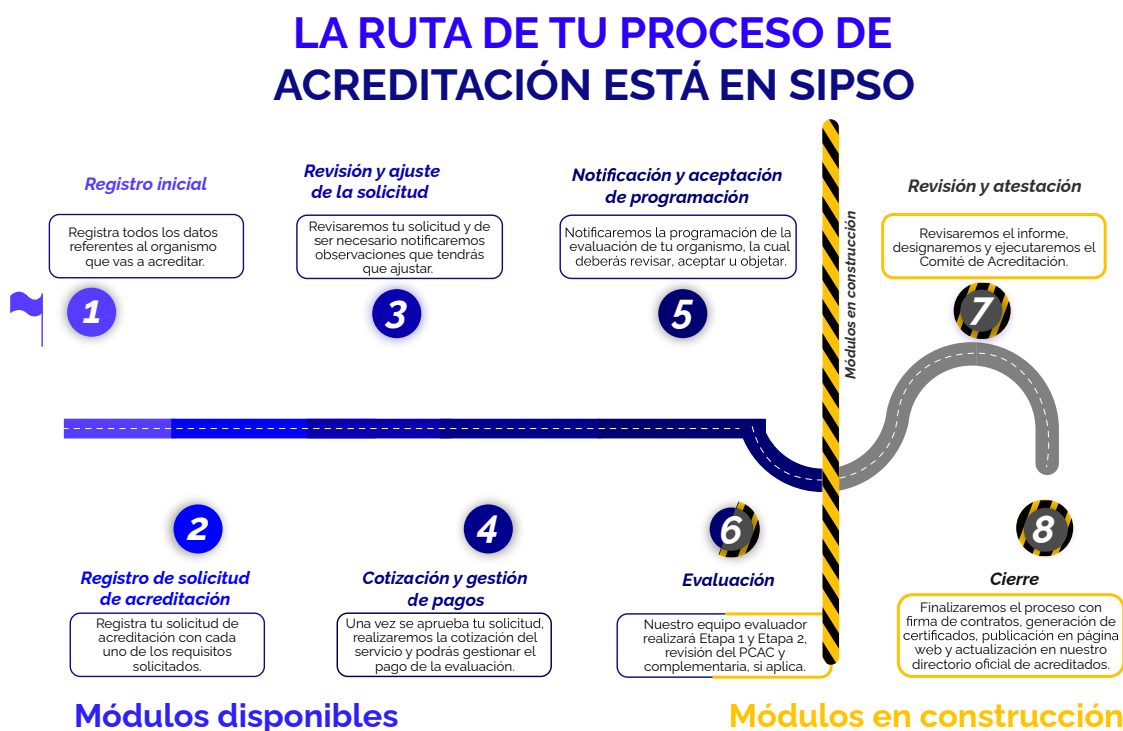 LA RUTA DE TU PROCESO DE
ACREDITACIÓN ESTÁ EN SIPSO
Registro inicial
Registra todos los datos
referentes al organismo
que vas a acreditar.
1
Revisión y ajuste
de la solicitud
Revisaremos tu solicitud y de
ser necesario notificaremos
observaciones que tendrás
que ajustar.
3
Notificación y aceptación
de programación
Notificaremos la programación de la
evaluación de tu organismo, la cual
deberás revisar, aceptar u objetar.
5
Módulos en construcción
Revisión y atestación
Revisaremos el informe,
designaremos y ejecutaremos el
Comité de Acreditación.
7
2
Registro de solicitud
de acreditación
Registra tu solicitud de
acreditación con cada
uno de los requisitos
solicitados.
4
Cotización y gestión
de pagos
Una vez se aprueba tu solicitud,
realizaremos la cotización del
servicio y podrás gestionar el
pago de la evaluación.
6
Evaluación
Nuestro equipo evaluador
realizará Etapa 1 y Etapa 2,
revisión del PCAC y
complementaria, si aplica.
8
Cierre
Finalizaremos el proceso con
firma de contratos, generación de
certificados, publicación en página
web y actualización en nuestro
directorio oficial de acreditados.
Módulos disponibles
Módulos en construcción